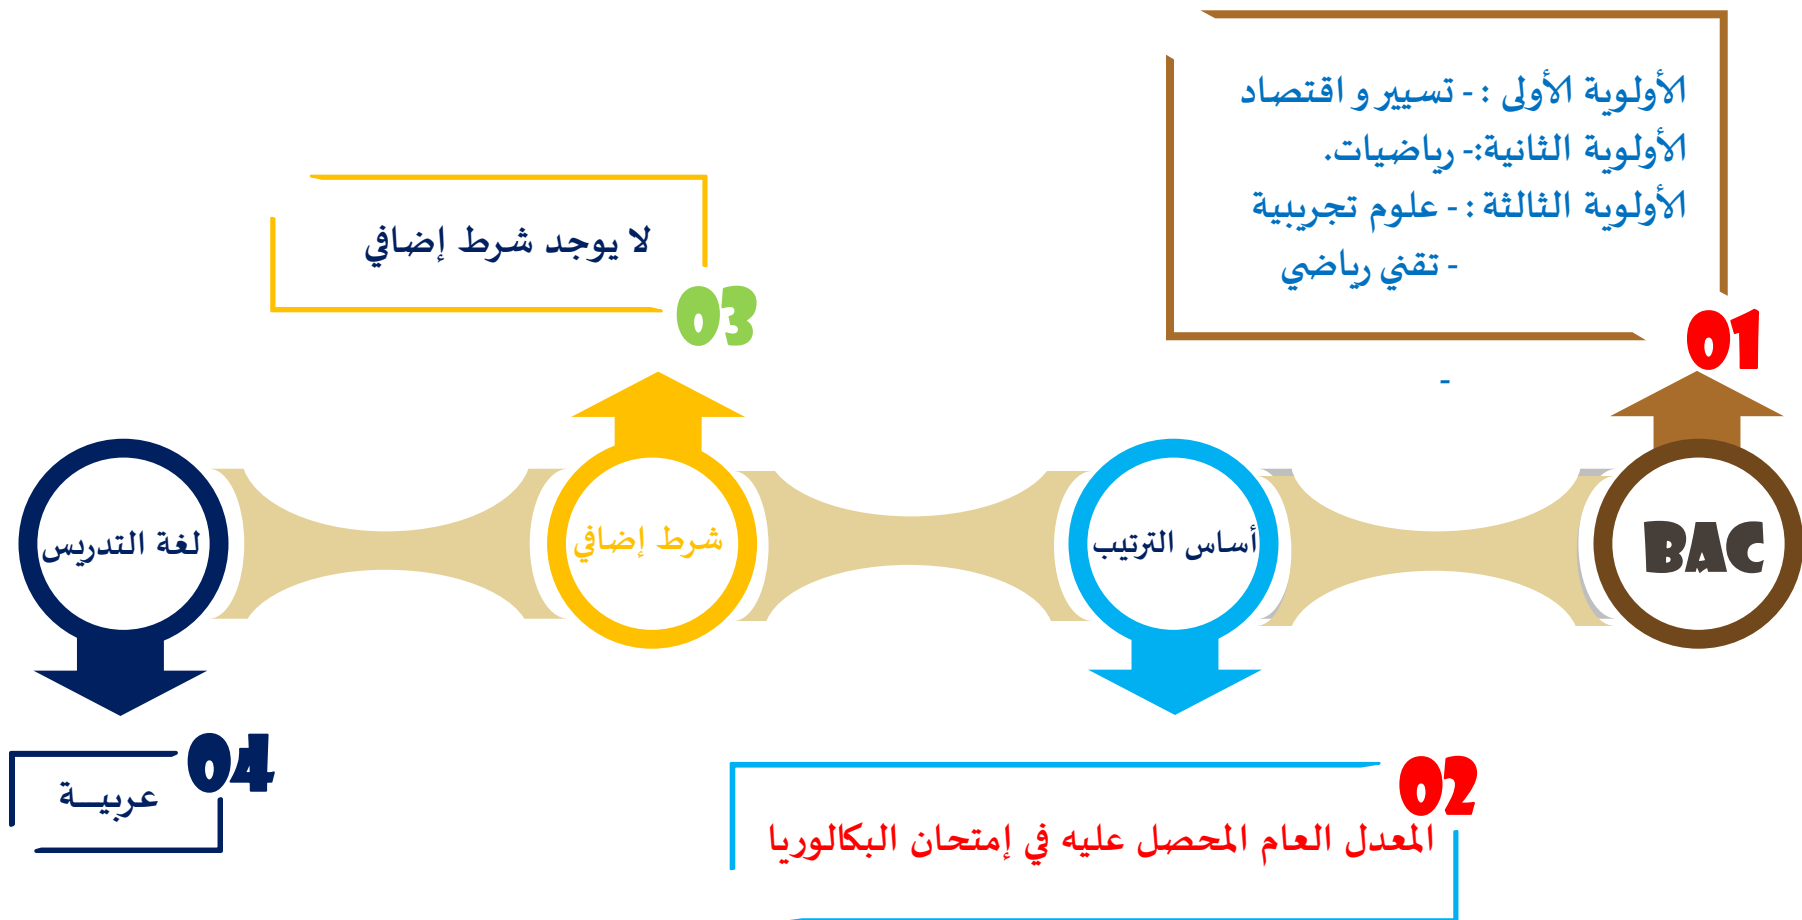 الأولوية الأولى : - تسيير و اقتصاد
الأولوية الثانية:- رياضيات.
الأولوية الثالثة : - علوم تجريبية
- تقني رياضي
-
01
BAC
أساس الترتيب
02
المعدل العام المحصل عليه في إمتحان البكالوريا
لا يوجد شرط إضافي
03
شرط إضافي
لغة التدريس
04
عربيــة